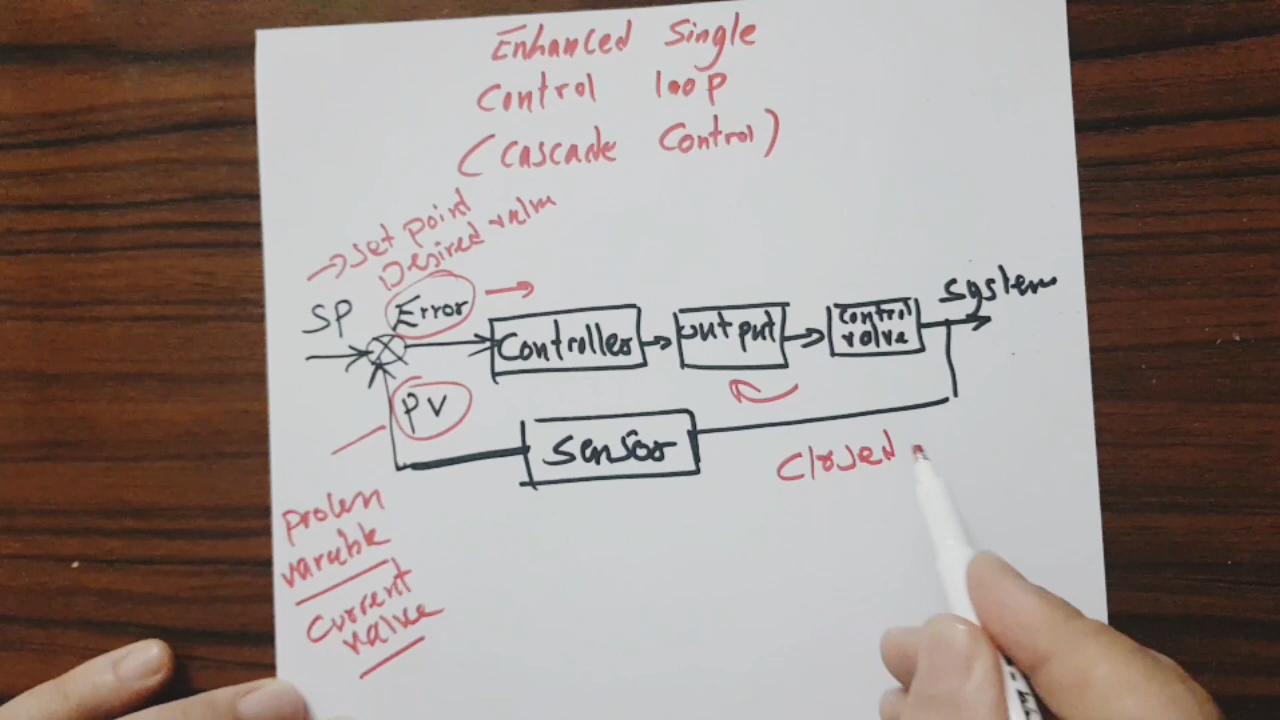 Enhanced Single
Control loop
(Cascade Control)
→ Set point
Desired value
SP
Error
Controller
output
Control
valve
System
PV
Sensor
Closed
variable
Current
value